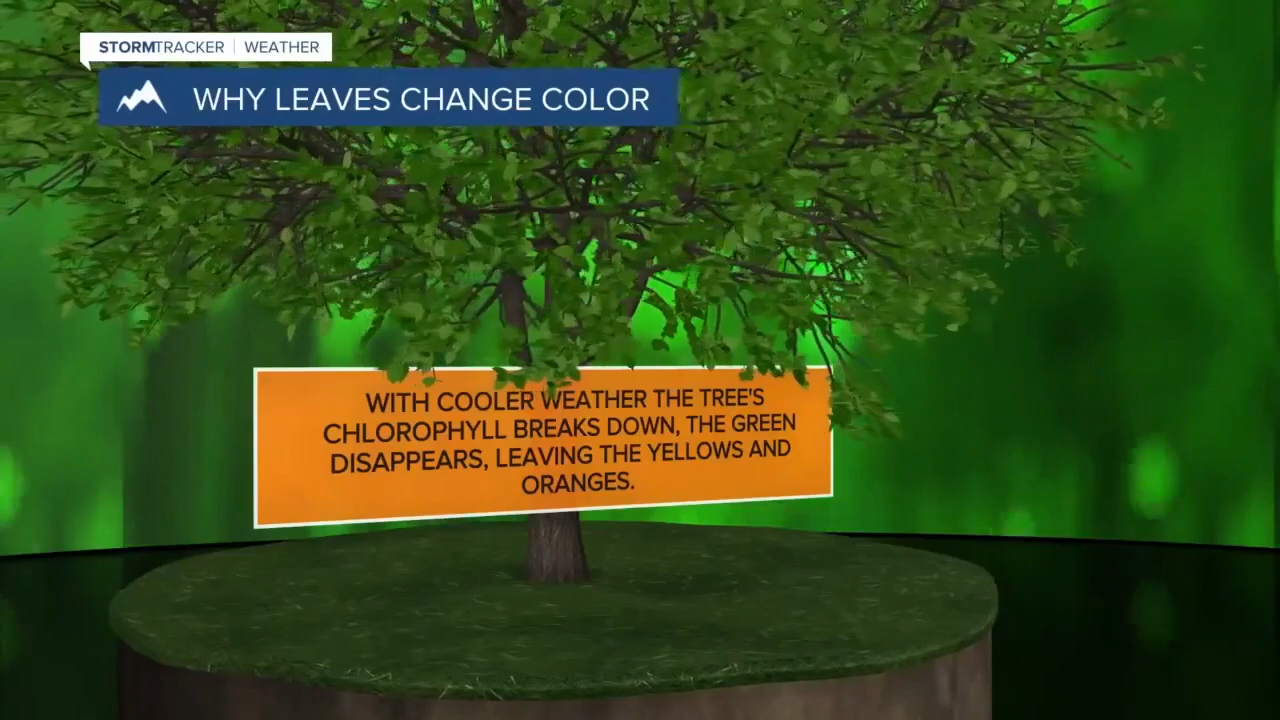 STORMTRACKER | WEATHER
WHY LEAVES CHANGE COLOR
WITH COOLER WEATHER THE TREE'S
CHLOROPHYLL BREAKS DOWN, THE GREEN
DISAPPEARS, LEAVING THE YELLOWS AND
ORANGES.